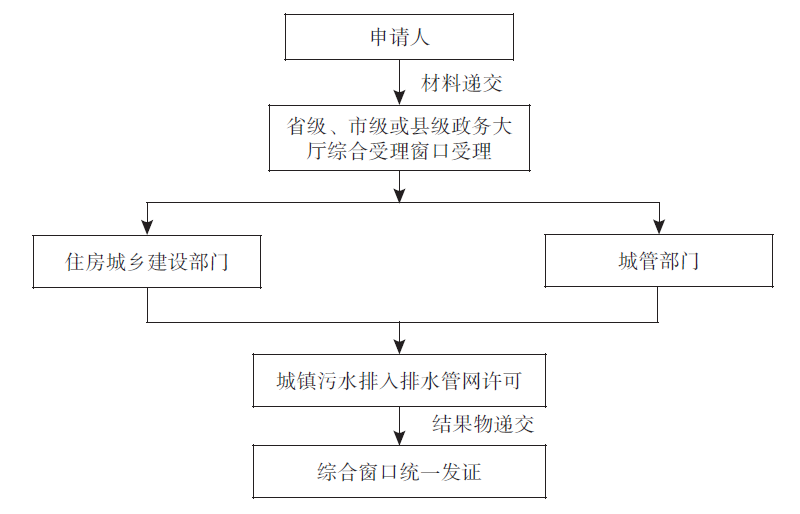 申请人
材料递交
省级、市级或县级政务大
厅综合受理窗口受理
住房城乡建设部门
城管部门
城镇污水排入排水管网许可
结果物递交
综合窗口统一发证